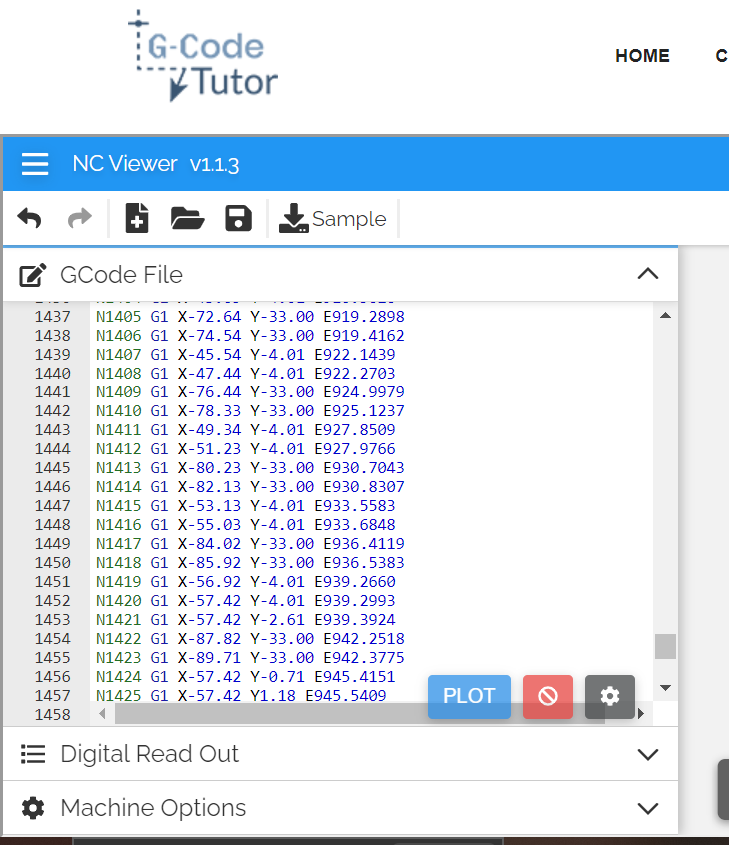 G-Code
Tutor
HOME
C
NC Viewer v1.1.3
Sample
GCode File
1437 N1405 G1 X-72.64 Y-33.00 E919.2898
1438 N1406 G1 X-74.54 Y-33.00 E919.4162
1439 N1407 G1 X-45.54 Y-4.01 E922.1439
1440 N1408 G1 X-47.44 Y-4.01 E922.2703
1441 N1409 G1 X-76.44 Y-33.00 E924.9979
1442 N1410 G1 X-78.33 Y-33.00 E925.1237
1443 N1411 G1 X-49.34 Y-4.01 E927.8509
1444 N1412 G1 X-51.23 Y-4.01 E927.9766
1445 N1413 G1 X-80.23 Y-33.00 E930.7043
1446 N1414 G1 X-82.13 Y-33.00 E930.8307
1447 N1415 G1 X-53.13 Y-4.01 E933.5583
1448 N1416 G1 X-55.03 Y-4.01 E933.6848
1449 N1417 G1 X-84.02 Y-33.00 E936.4119
1450 N1418 G1 X-85.92 Y-33.00 E936.5383
1451 N1419 G1 X-56.92 Y-4.01 E939.2660
1452 N1420 G1 X-57.42 Y-4.01 E939.2993
1453 N1421 G1 X-57.42 Y-2.61 E939.3924
1454 N1422 G1 X-87.82 Y-33.00 E942.2518
1455 N1423 G1 X-89.71 Y-33.00 E942.3775
1456 N1424 G1 X-57.42 Y-0.71 E945.4151
1457 N1425 G1 X-57.42 Y1.18 E945.5409
1458
PLOT
Digital Read Out
Machine Options